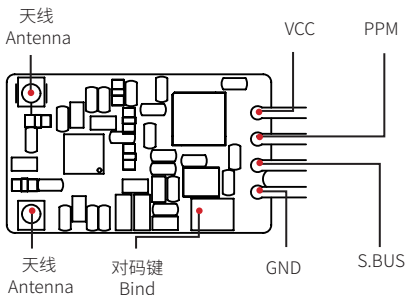 天线
Antenna
VCC
PPM
天线
Antenna
对码键
Bind
GND
S.BUS